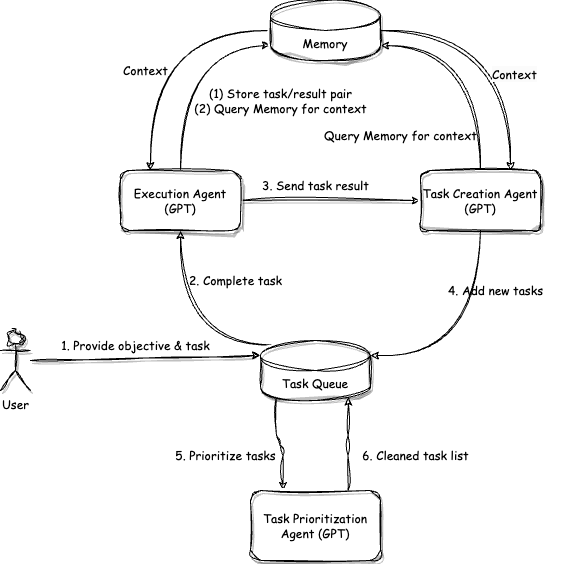 Memory
Context
Context
(1) Store task/result pair
(2) Query Memory for context
Query Memory for context
Execution Agent
(GPT)
3. Send task result
Task Creation Agent
(GPT)
2. Complete task
4. Add new tasks
1. Provide objective & task
User
Task Queue
5. Prioritize tasks
6. Cleaned task list
Task Prioritization
Agent (GPT)